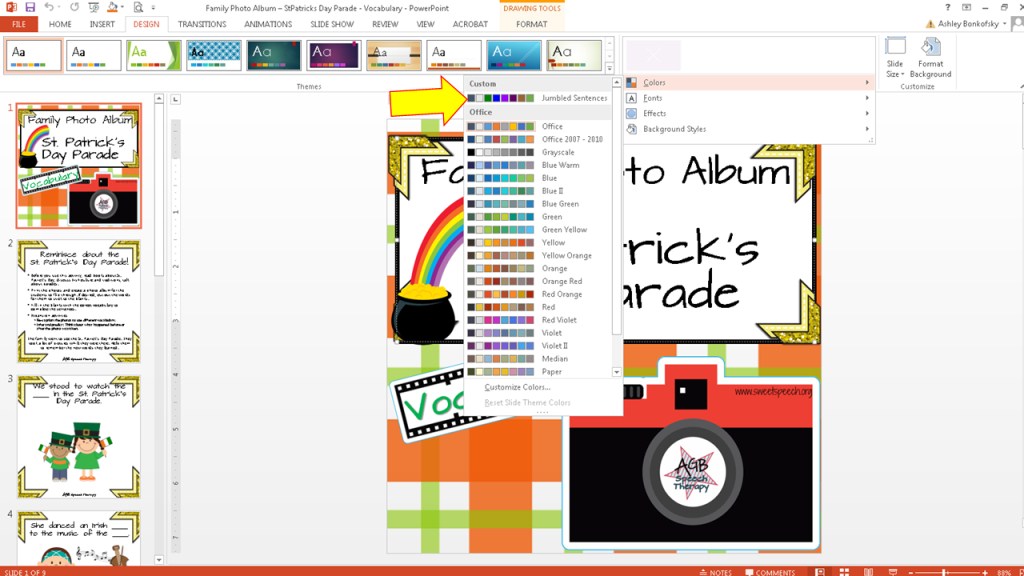 Family Photo Album – StPatricks Day Parade - Vocabulary - PowerPoint
DRAWING TOOLS
FILE HOME INSERT DESIGN TRANSITIONS ANIMATIONS SLIDE SHOW REVIEW VIEW ACROBAT FORMAT
Ashley Bonkofsky
Aa Aa Aa Aa Aa Aa Aa Aa Aa Aa
Themes
Colors
Fonts
Effects
Background Styles
Slide Size
Format Background
Customize
Custom
Jumbled Sentences
Office
Office
Office 2007 - 2010
Grayscale
Blue Warm
Blue
Blue II
Blue Green
Green
Green Yellow
Yellow
Yellow Orange
Orange
Orange Red
Red Orange
Red
Red Violet
Violet
Violet II
Median
Paper
Customize Colors...
Reset Slide Theme Colors
1
Family Photo Album
St. Patrick's
Day Parade
Vocabulary
2
Reminisce about the
St. Patrick's Day Parade!
3
We stood to watch the
____ in the St. Patrick's
Day Parade.
AGB Speech Therapy
4
She danced an Irish ____
to the music of the ____
Fa to Album
rick's
arade
Voc
www.sweetspeech.org
AGB
Speech
Therapy
SLIDE 1 OF 9
NOTES
COMMENTS
98%